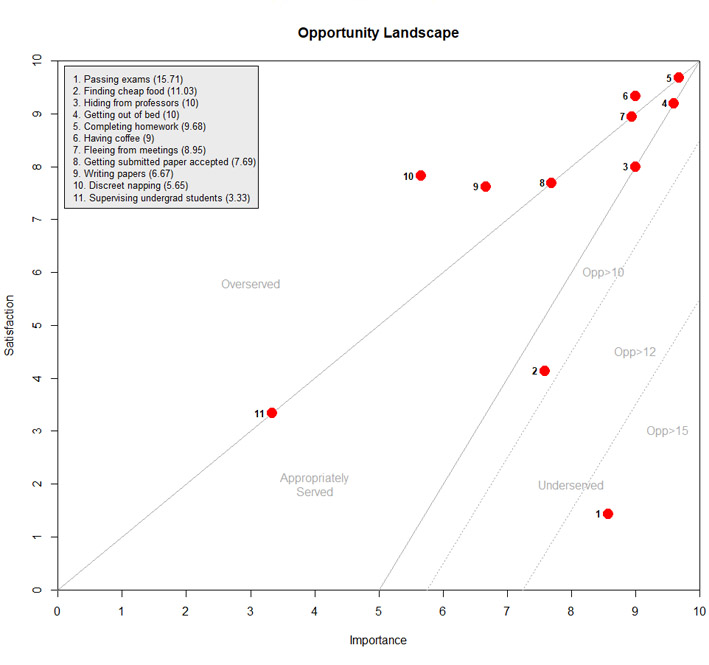 Opportunity Landscape
1. Passing exams (15.71)
2. Finding cheap food (11.03)
3. Hiding from professors (10)
4. Getting out of bed (10)
5. Completing homework (9.68)
6. Having coffee (9)
7. Fleeing from meetings (8.95)
8. Getting submitted paper accepted (7.69)
9. Writing papers (6.67)
10. Discreet napping (5.65)
11. Supervising undergrad students (3.33)
5
6
4
7
3
10
9
8
Overserved
Opp>10
Opp>12
2
11
Opp>15
Appropriately
Served
Underserved
1
Satisfaction
10
9
8
7
6
5
4
3
2
1
0
0 1 2 3 4 5 6 7 8 9 10
Importance